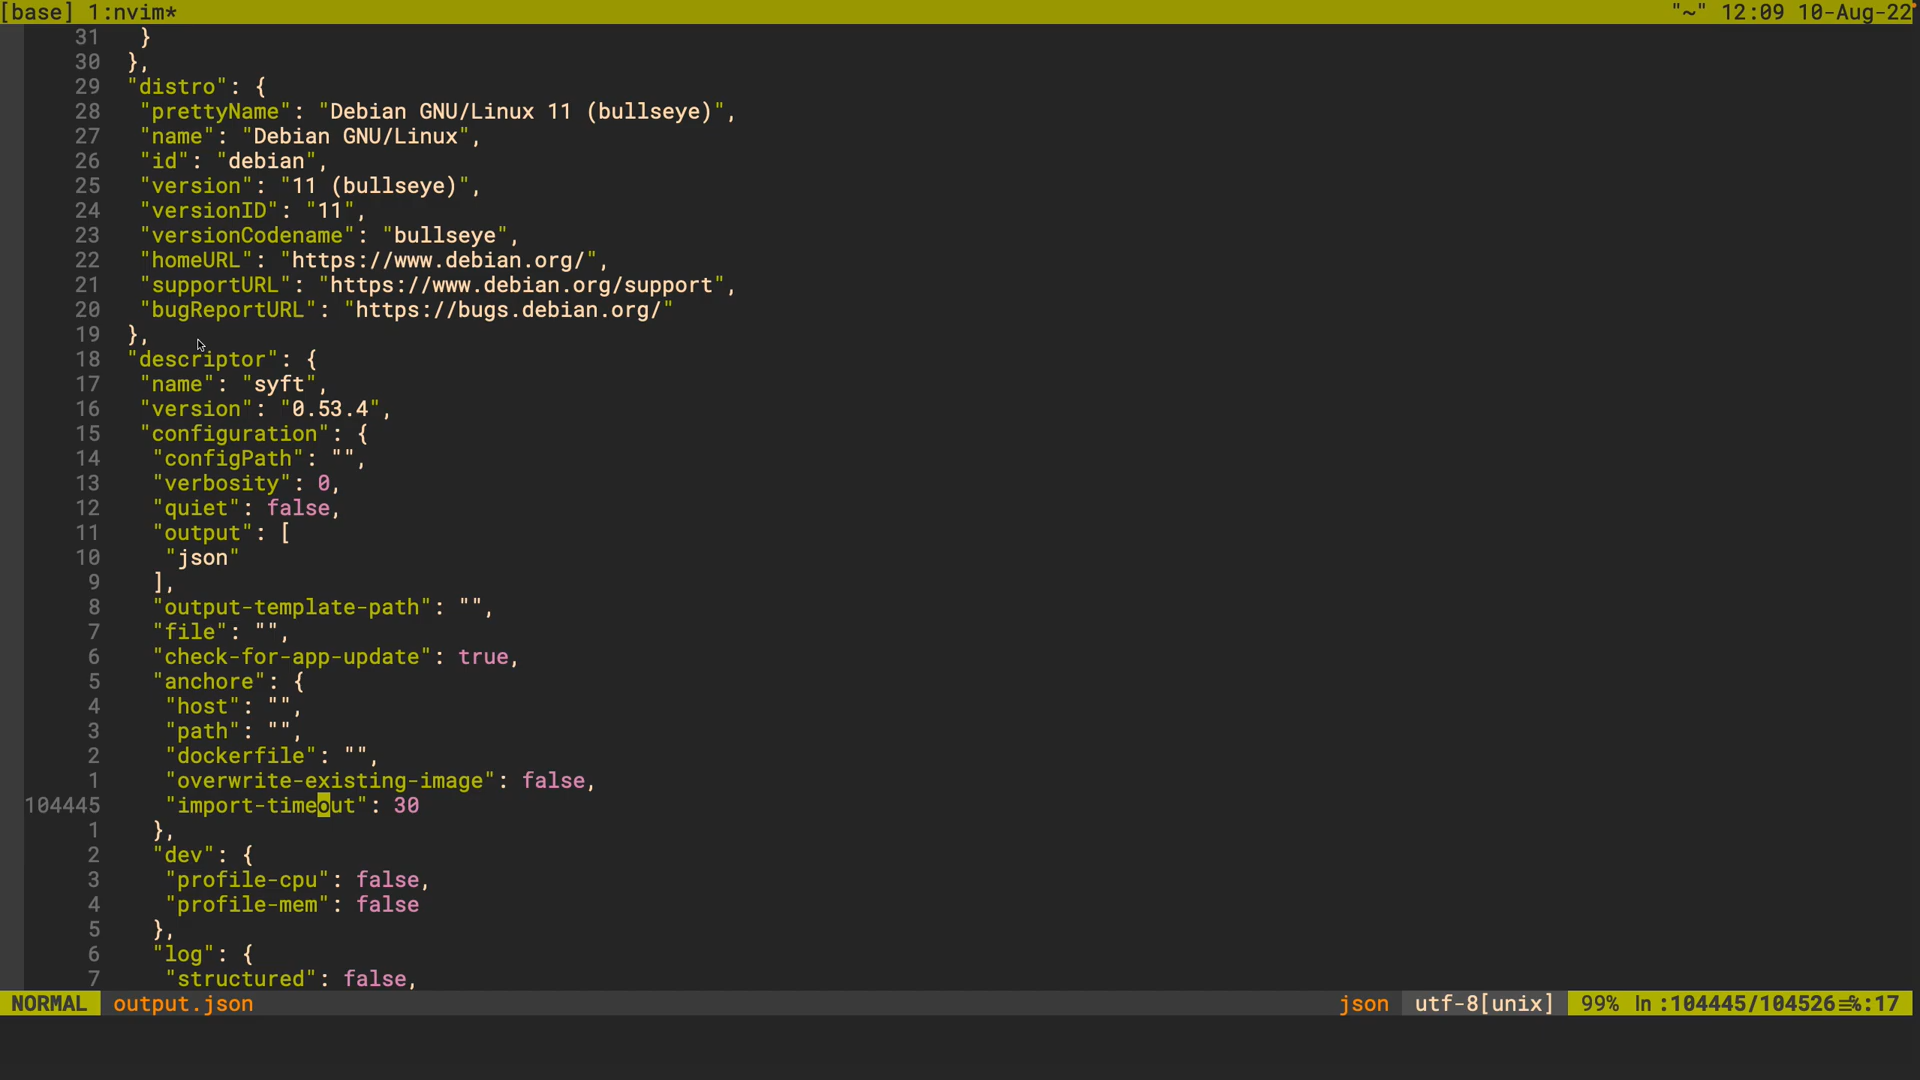 [base] 1:nvim* "~" 12:09 10-Aug-22
31 }
30 },
29 "distro": {
28 "prettyName": "Debian GNU/Linux 11 (bullseye)",
27 "name": "Debian GNU/Linux",
26 "id": "debian",
25 "version": "11 (bullseye)",
24 "versionID": "11",
23 "versionCodename": "bullseye",
22 "homeURL": "https://www.debian.org/",
21 "supportURL": "https://www.debian.org/support",
20 "bugReportURL": "https://bugs.debian.org/"
19 },
18 "descriptor": {
17 "name": "syft",
16 "version": "0.53.4",
15 "configuration": {
14 "configPath": "",
13 "verbosity": 0,
12 "quiet": false,
11 "output": [
10 "json"
9 ],
8 "output-template-path": "",
7 "file": "",
6 "check-for-app-update": true,
5 "anchore": {
4 "host": "",
3 "path": "",
2 "dockerfile": "",
1 "overwrite-existing-image": false,
104445 "import-timeout": 30
1 },
2 "dev": {
3 "profile-cpu": false,
4 "profile-mem": false
5 },
6 "log": {
7 "structured": false,
NORMAL output.json json utf-8[unix] 99% ln :104445/104526≡%:17